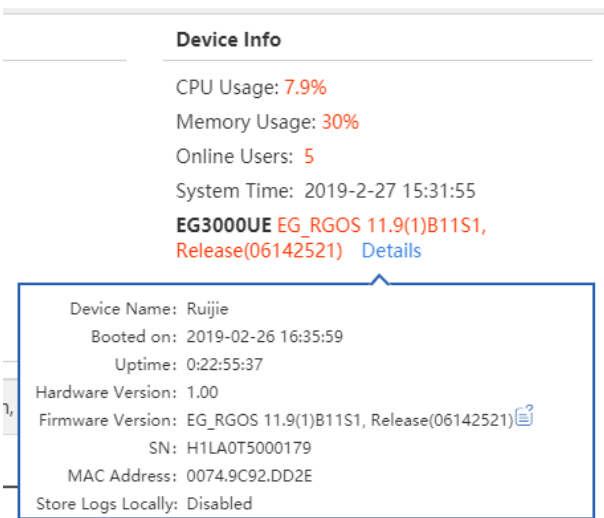 Device Info
CPU Usage: 7.9%
Memory Usage: 30%
Online Users: 5
System Time: 2019-2-27 15:31:55
EG3000UE EG_RGOS 11.9(1)B11S1,
Release(06142521) Details
Device Name: Ruijie
Booted on: 2019-02-26 16:35:59
Uptime: 0:22:55:37
Hardware Version: 1.00
Firmware Version: EG_RGOS 11.9(1)B11S1, Release(06142521)
SN: H1LA0T5000179
MAC Address: 0074.9C92.DD2E
Store Logs Locally: Disabled